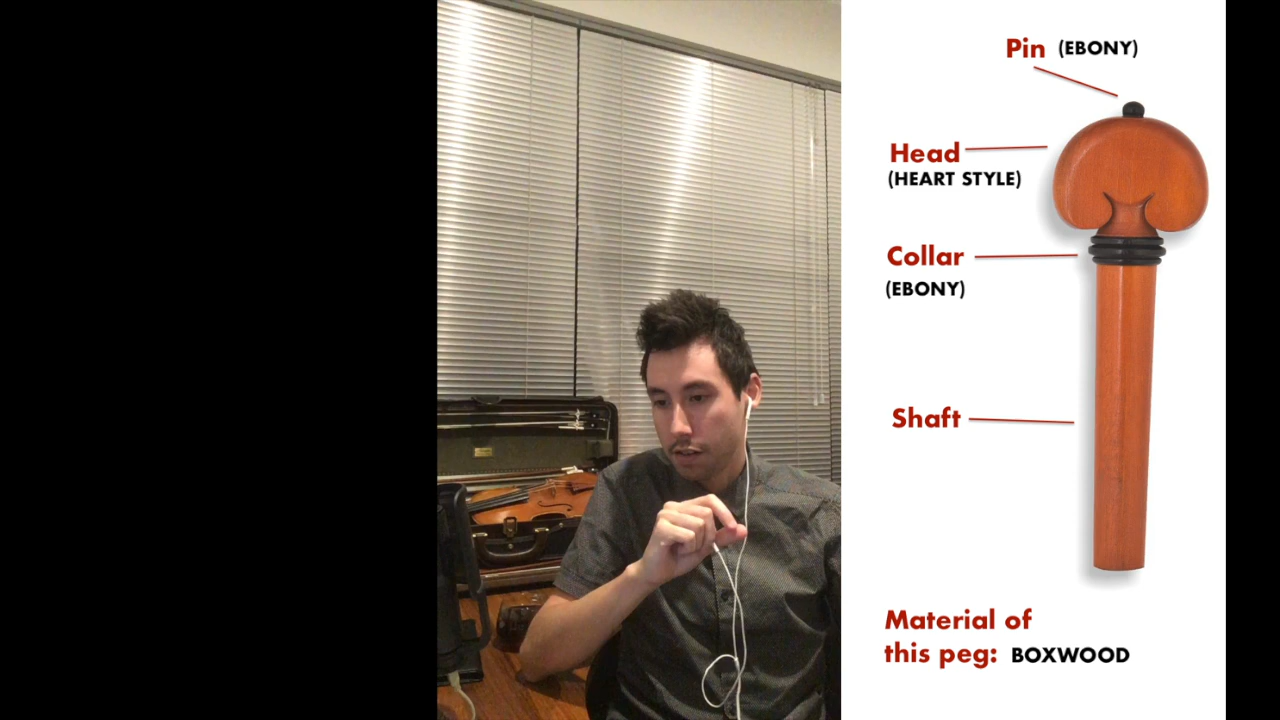 Pin (EBONY)
Head
(HEART STYLE)
Collar
(EBONY)
Shaft
Material of
this peg: BOXWOOD